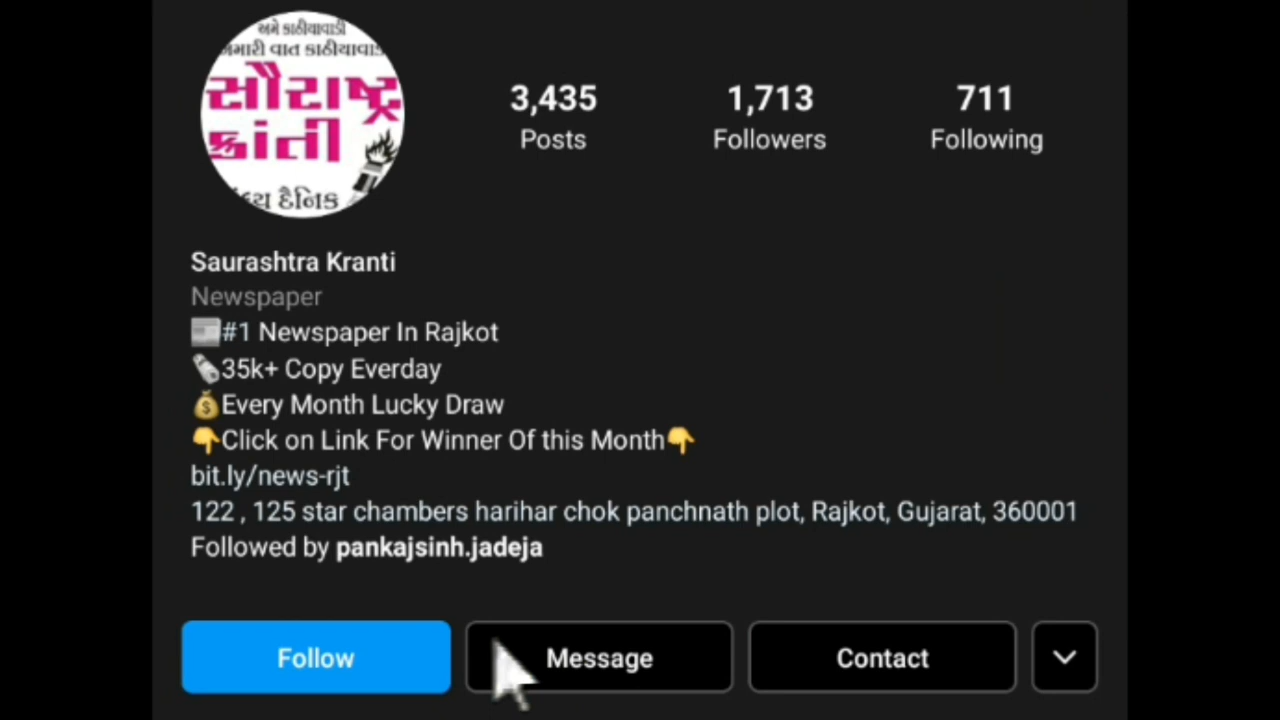 અમે કાઠીયાવાડી
અમારી વાત કાઠીયાવાડ
સૌરાષ્ટ્ર
ક્રાંતી
દૈનિક
3,435
Posts
1,713
Followers
711
Following
Saurashtra Kranti
Newspaper
#1 Newspaper In Rajkot
35k+ Copy Everday
Every Month Lucky Draw
Click on Link For Winner Of this Month
bit.ly/news-rjt
122 , 125 star chambers harihar chok panchnath plot, Rajkot, Gujarat, 360001
Followed by pankajsinh.jadeja
Follow
Message
Contact